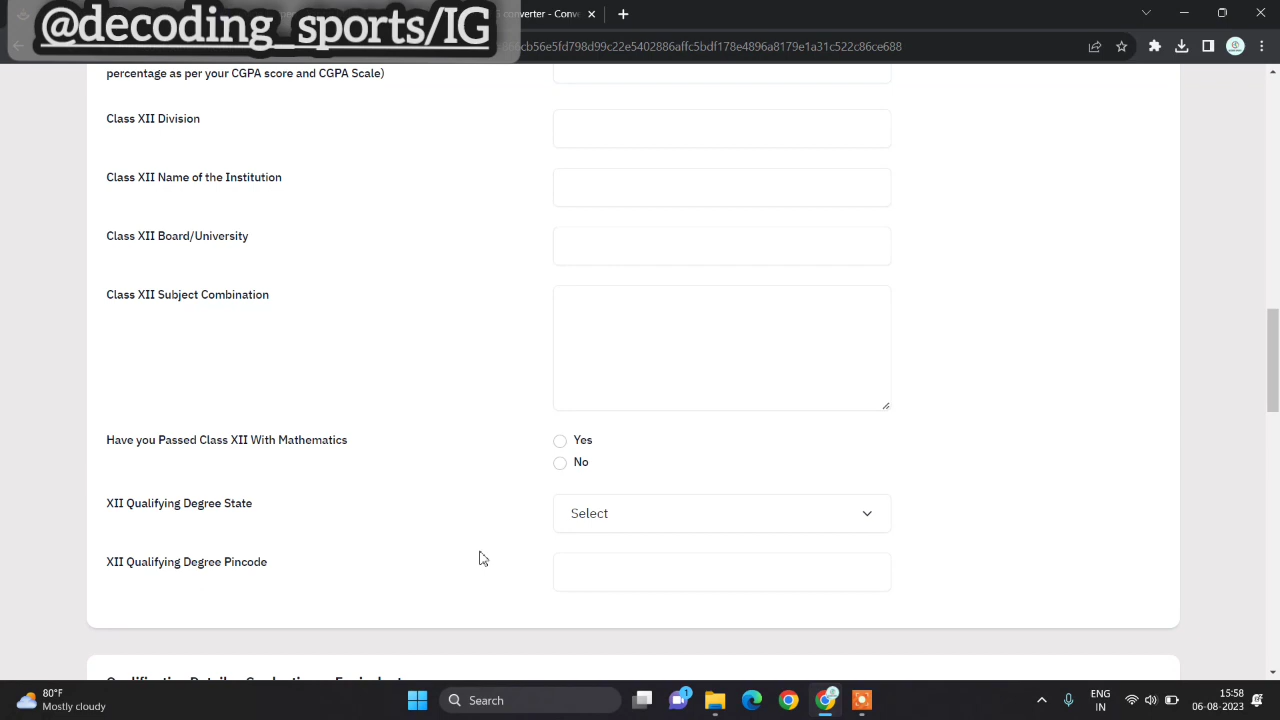 @decoding_sports/IG
converter - Conve
866cb56e5fd798d99c22e5402886affc5bdf178e4896a8179e1a31c522c86ce688
percentage as per your CGPA score and CGPA Scale)
Class XII Division
Class XII Name of the Institution
Class XII Board/University
Class XII Subject Combination
Have you Passed Class XII With Mathematics
Yes
No
XII Qualifying Degree State
Select
XII Qualifying Degree Pincode
80°F
Mostly cloudy
Search
1
ENG
IN
15:58
06-08-2023